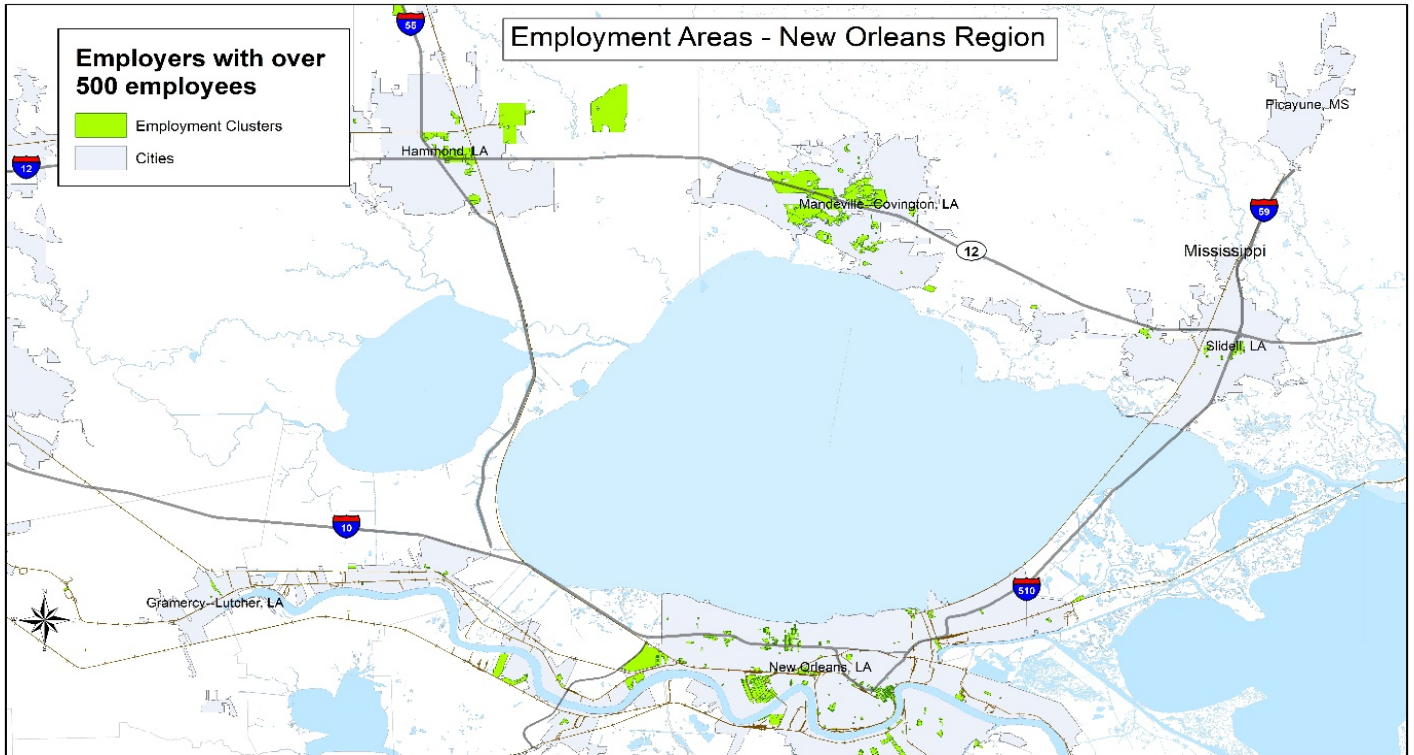 Employment Areas - New Orleans Region
Employers with over
500 employees
Employment Clusters
Cities
55
12
Hammond, LA
Picayune, MS
Mandeville--Covington, LA
59
12
Mississippi
Slidell, LA
10
510
Gramercy--Lutcher, LA
New Orleans, LA